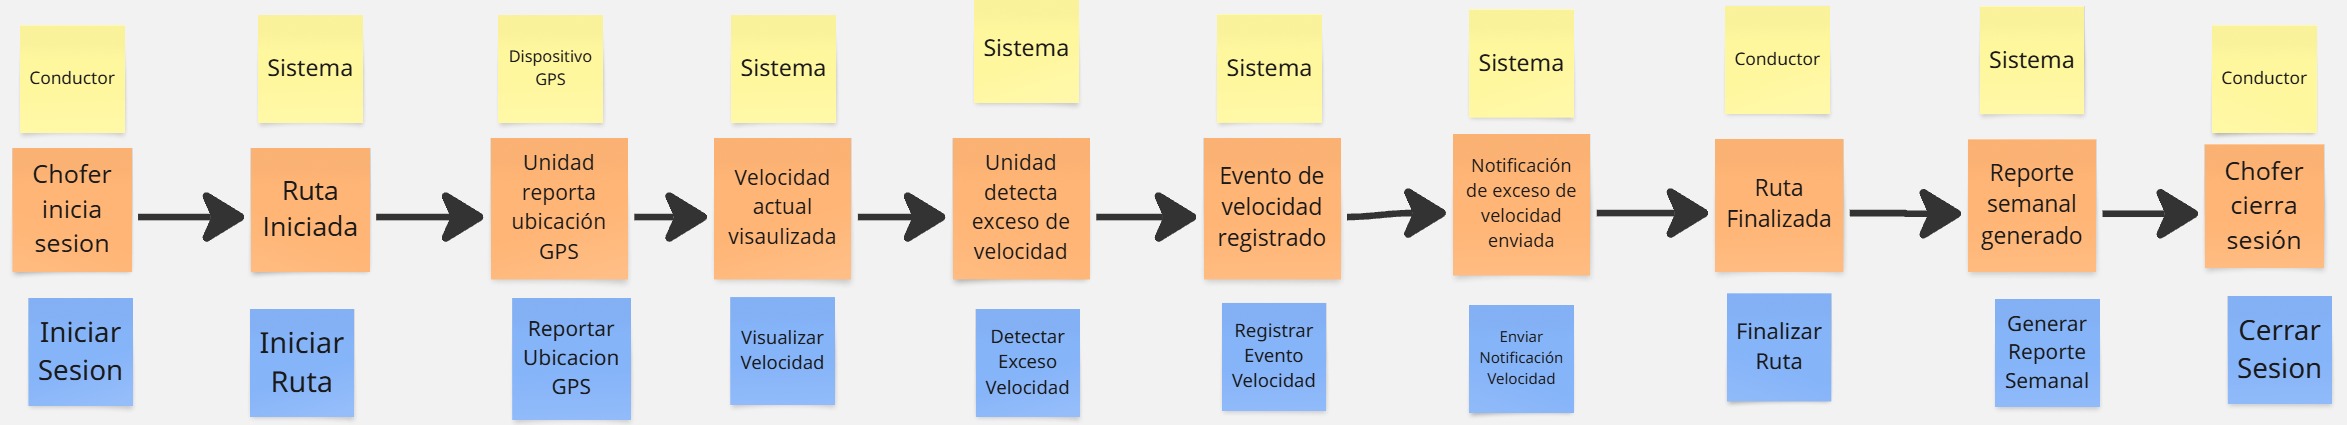 Conductor
Sistema
Dispositivo
GPS
Sistema
Sistema
Sistema
Sistema
Conductor
Sistema
Conductor
Chofer
inicia
sesion
Ruta
Iniciada
Unidad
reporta
ubicación
GPS
Velocidad
actual
visaulizada
Unidad
detecta
exceso de
velocidad
Evento de
velocidad
registrado
Notificación
de exceso de
velocidad
enviada
Ruta
Finalizada
Reporte
semanal
generado
Chofer
cierra
sesión
Iniciar
Sesion
Iniciar
Ruta
Reportar
Ubicacion
GPS
Visualizar
Velocidad
Detectar
Exceso
Velocidad
Registrar
Evento
Velocidad
Enviar
Notificación
Velocidad
Finalizar
Ruta
Generar
Reporte
Semanal
Cerrar
Sesion